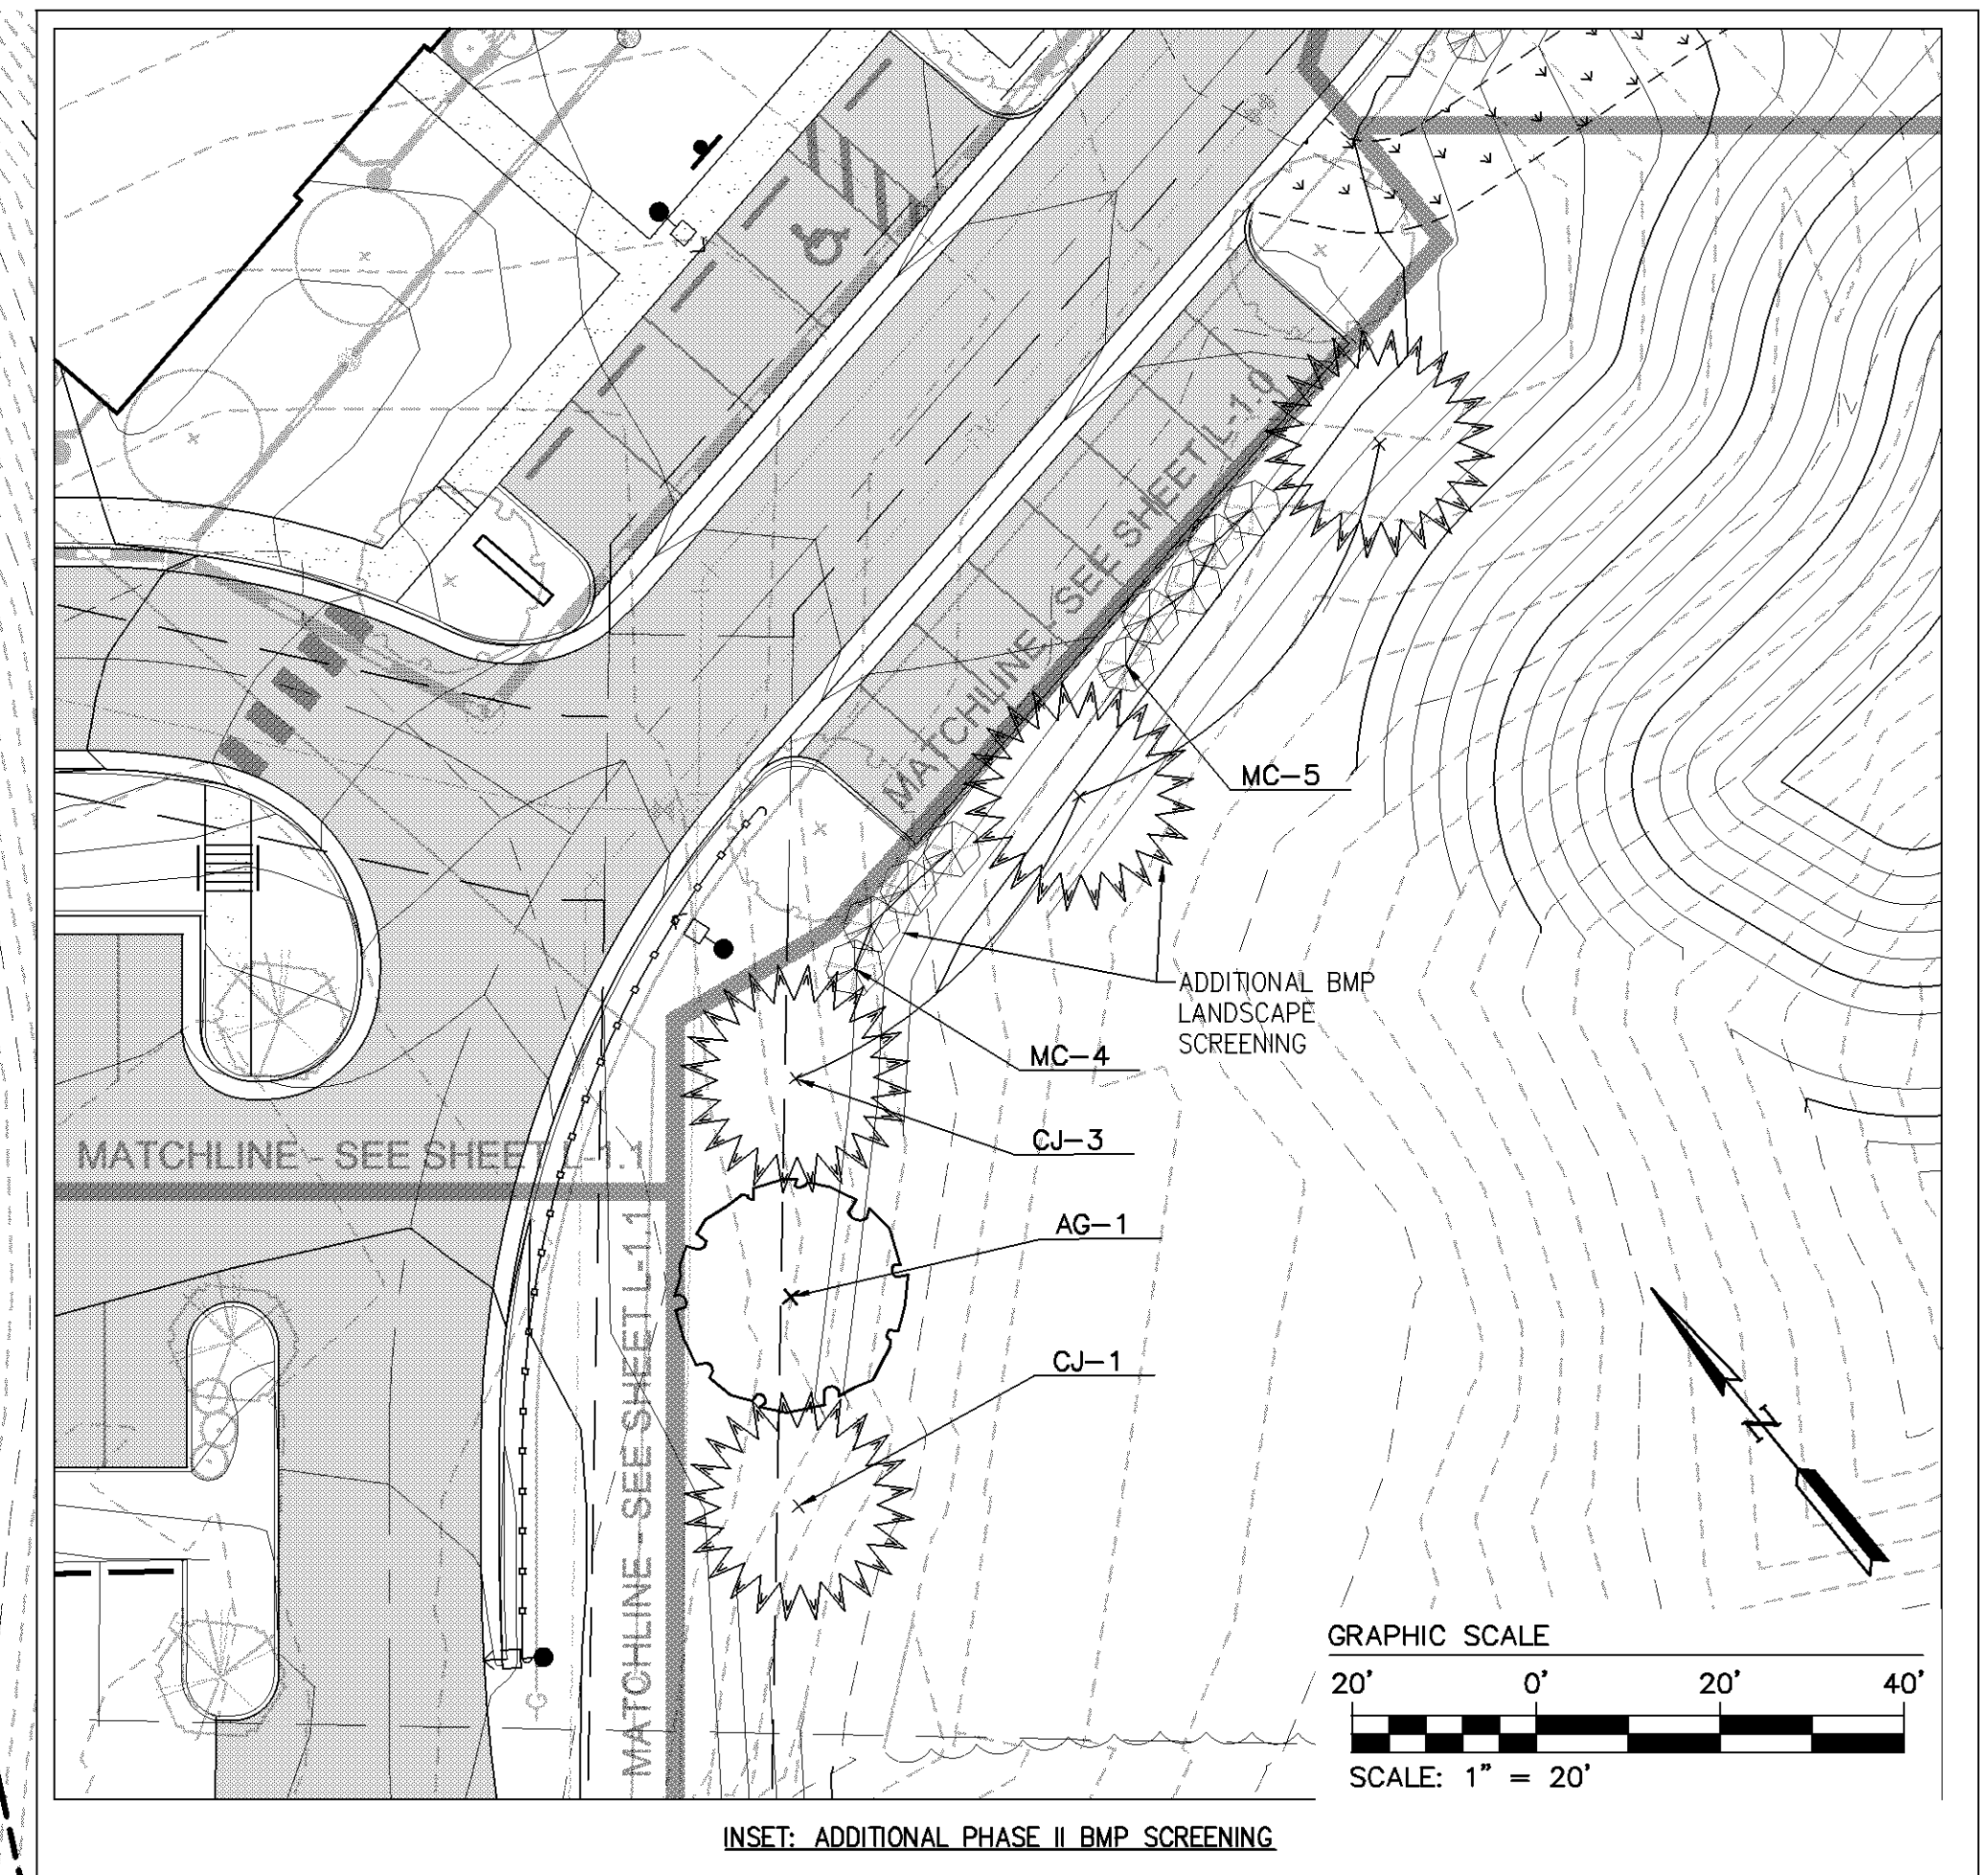 MATCHLINE - SEE SHEET L-1.0
MC-5
ADDITIONAL BMP
LANDSCAPE
SCREENING
MC-4
CJ-3
MATCHLINE - SEE SHEET L-1.1
AG-1
MATCHLINE - SEE SHEET L-1.1
CJ-1
N
G
GRAPHIC SCALE
20' 0' 20' 40'
SCALE: 1" = 20'
INSET: ADDITIONAL PHASE II BMP SCREENING